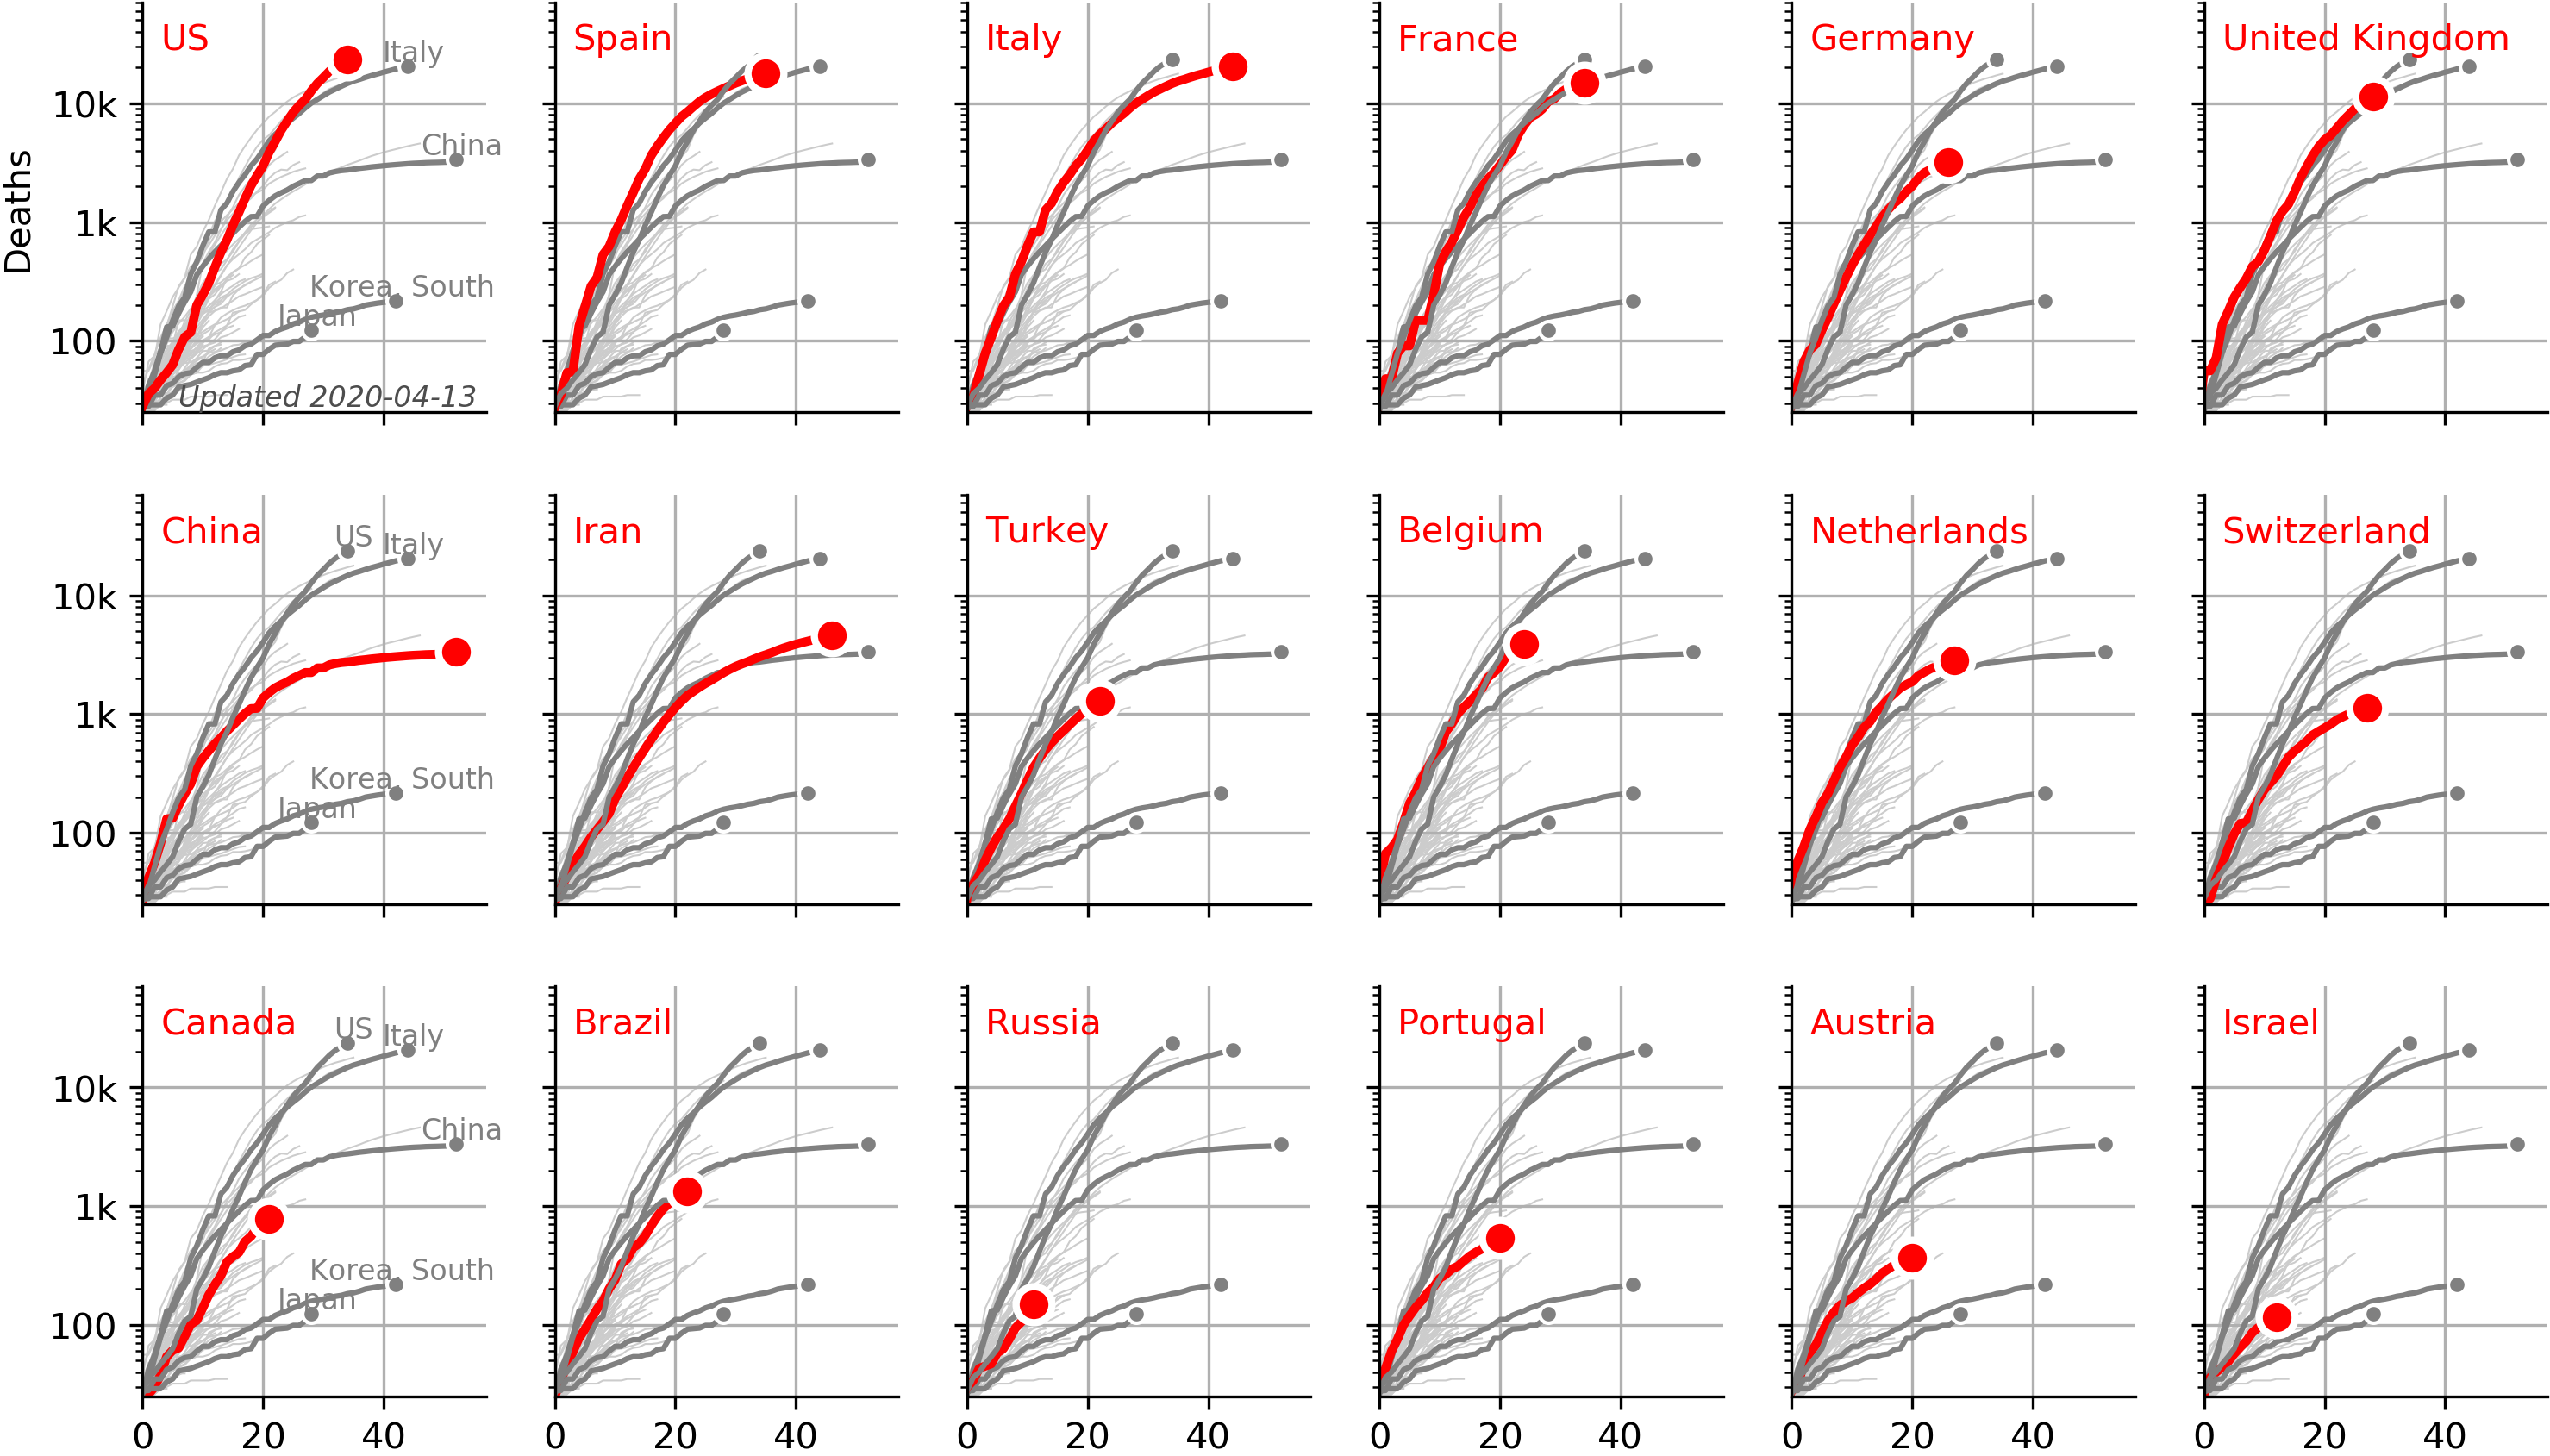 US
Italy
China
Korea, South
Japan
Updated 2020-04-13
Deaths
10k
1k
100
Spain
Italy
France
Germany
United Kingdom
China
US
Italy
Korea, South
Japan
10k
1k
100
Iran
Turkey
Belgium
Netherlands
Switzerland
Canada
US
Italy
China
Korea, South
Japan
10k
1k
100
0 20 40
Brazil
0 20 40
Russia
0 20 40
Portugal
0 20 40
Austria
0 20 40
Israel
0 20 40